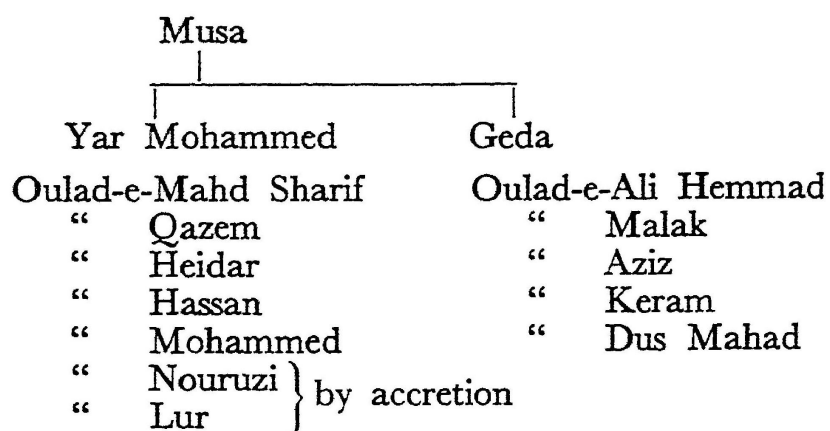 Musa
Yar Mohammed Geda
Oulad-e-Mahd Sharif Oulad-e-Ali Hemmad
“ Qazem “ Malak
“ Heidar “ Aziz
“ Hassan “ Keram
“ Mohammed “ Dus Mahad
“ Nouruzi } by accretion
“ Lur